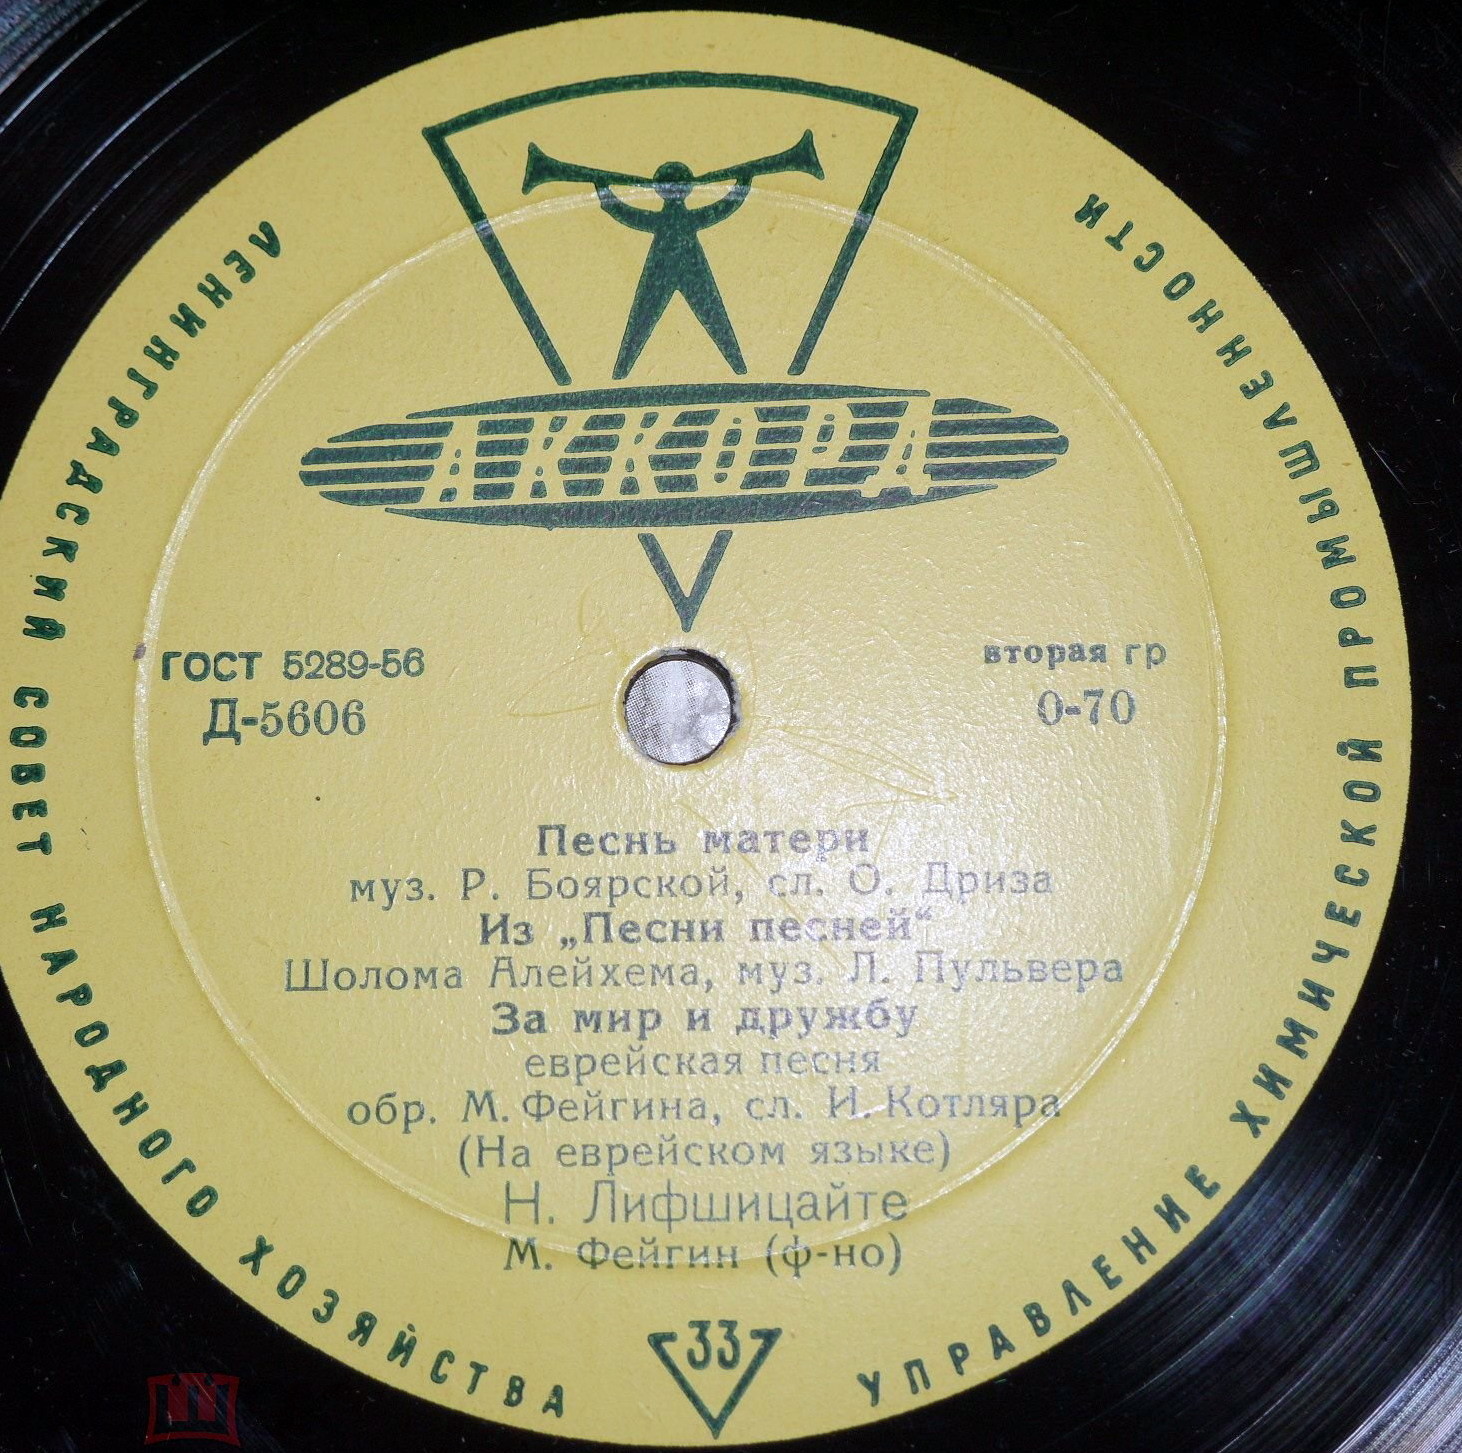 ЛЕНИНГРАДСКИЙ СОВЕТ НАРОДНОГО ХОЗЯЙСТВА
УПРАВЛЕНИЕ ХИМИЧЕСКОЙ ПРОМЫШЛЕННОСТИ
АККОРД
ГОСТ 5289-56
Д-5606
вторая гр
0-70
Песнь матери
муз. Р. Боярской, сл. О. Дриза
Из „Песни песней“
Шолома Алейхема, муз. Л. Пульвера
За мир и дружбу
еврейская песня
обр. М. Фейгина, сл. И. Котляра
(На еврейском языке)
Н. Лифшицайте
М. Фейгин (ф-но)
33